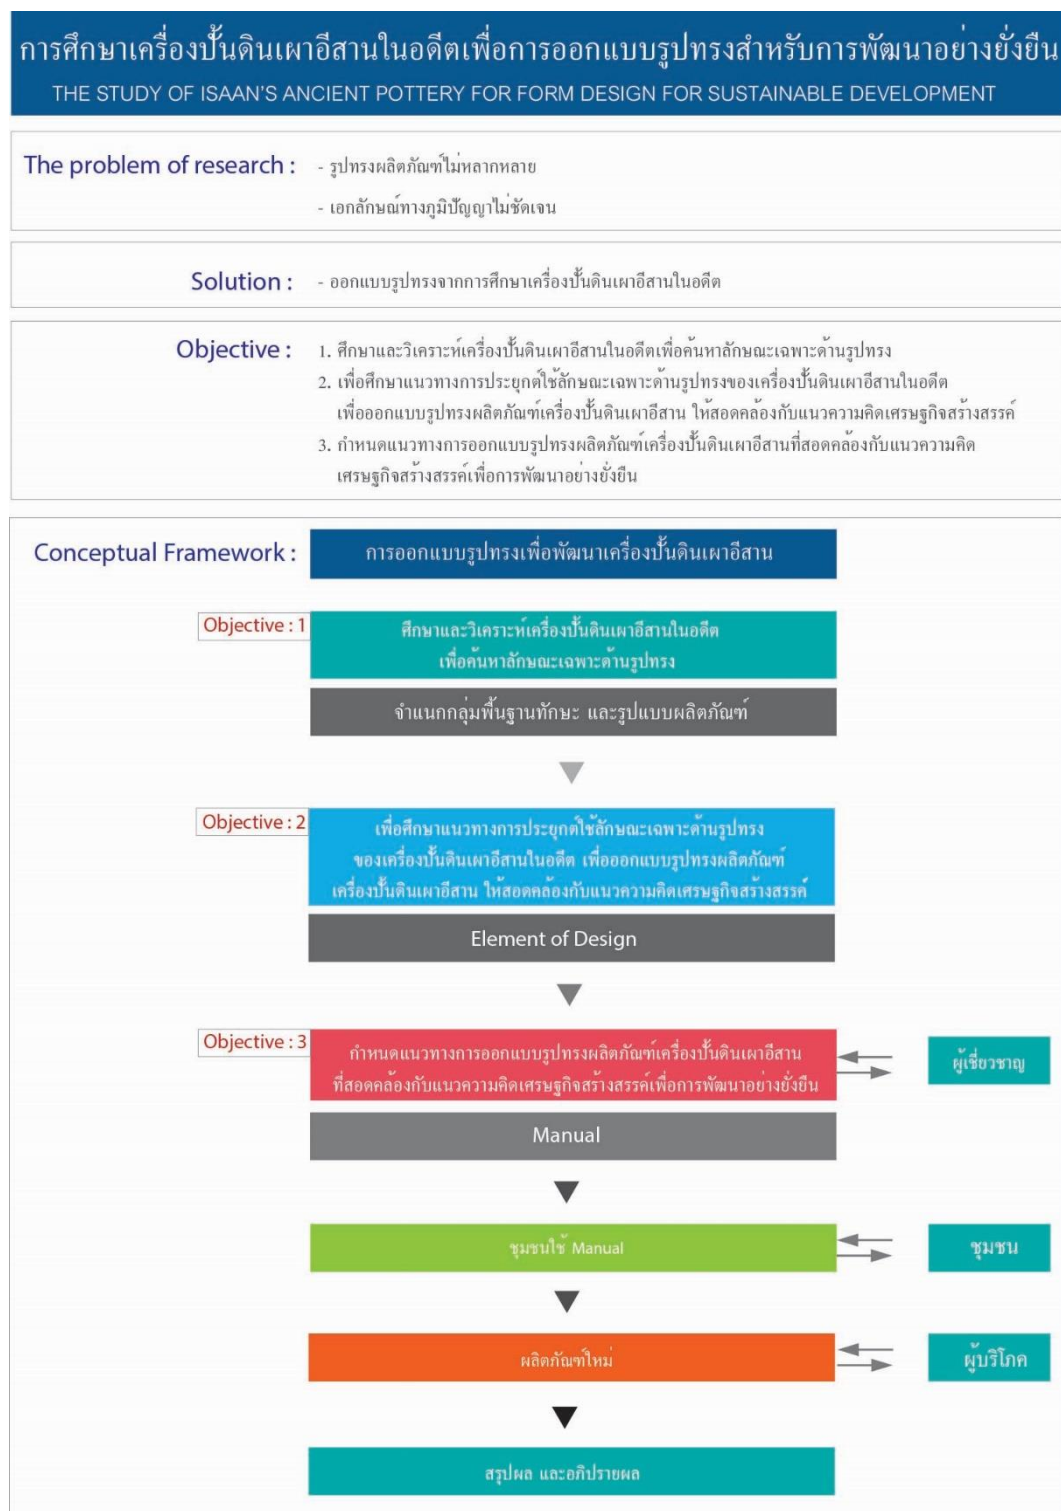 การศึกษาเครื่องปั้นดินเผาอีสานในอดีตเพื่อการออกแบบรูปทรงสำหรับการพัฒนาอย่างยั่งยืน
THE STUDY OF ISAAN'S ANCIENT POTTERY FOR FORM DESIGN FOR SUSTAINABLE DEVELOPMENT
The problem of research : - รูปทรงผลิตภัณฑ์ไม่หลากหลาย
- เอกลักษณ์ทางภูมิปัญญาไม่ชัดเจน
Solution : - ออกแบบรูปทรงจากการศึกษาเครื่องปั้นดินเผาอีสานในอดีต
Objective : 1. ศึกษาและวิเคราะห์เครื่องปั้นดินเผาอีสานในอดีตเพื่อค้นหาลักษณะเฉพาะด้านรูปทรง
2. เพื่อศึกษาแนวทางการประยุกต์ใช้ลักษณะเฉพาะด้านรูปทรงของเครื่องปั้นดินเผาอีสานในอดีต
เพื่อออกแบบรูปทรงผลิตภัณฑ์เครื่องปั้นดินเผาอีสาน ให้สอดคล้องกับแนวความคิดเศรษฐกิจสร้างสรรค์
3. กำหนดแนวทางการออกแบบรูปทรงผลิตภัณฑ์เครื่องปั้นดินเผาอีสานที่สอดคล้องกับแนวความคิด
เศรษฐกิจสร้างสรรค์เพื่อการพัฒนาอย่างยั่งยืน
Conceptual Framework : การออกแบบรูปทรงเพื่อพัฒนาเครื่องปั้นดินเผาอีสาน
Objective : 1
ศึกษาและวิเคราะห์เครื่องปั้นดินเผาอีสานในอดีต
เพื่อค้นหาลักษณะเฉพาะด้านรูปทรง
จำแนกกลุ่มพื้นฐานทักษะ และรูปแบบผลิตภัณฑ์
Objective : 2
เพื่อศึกษาแนวทางการประยุกต์ใช้ลักษณะเฉพาะด้านรูปทรง
ของเครื่องปั้นดินเผาอีสานในอดีต เพื่อออกแบบรูปทรงผลิตภัณฑ์
เครื่องปั้นดินเผาอีสาน ให้สอดคล้องกับแนวความคิดเศรษฐกิจสร้างสรรค์
Element of Design
Objective : 3
กำหนดแนวทางการออกแบบรูปทรงผลิตภัณฑ์เครื่องปั้นดินเผาอีสาน
ที่สอดคล้องกับแนวความคิดเศรษฐกิจสร้างสรรค์เพื่อการพัฒนาอย่างยั่งยืน
ผู้เชี่ยวชาญ
Manual
ชุมชนใช้ Manual
ชุมชน
ผลิตภัณฑ์ใหม่
ผู้บริโภค
สรุปผล และอภิปรายผล